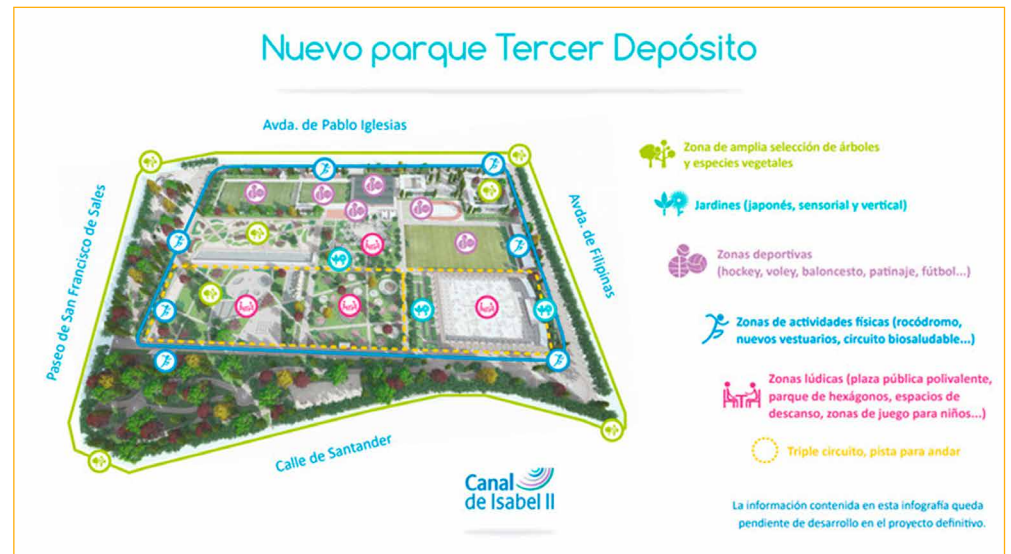 Nuevo parque Tercer Depósito
Avda. de Pablo Iglesias
Paseo de San Francisco de Sales
Avda. de Filipinas
Calle de Santander
Zona de amplia selección de árboles
y especies vegetales
Jardines (japonés, sensorial y vertical)
Zonas deportivas
(hockey, voley, baloncesto, patinaje, fútbol...)
Zonas de actividades físicas (rocódromo,
nuevos vestuarios, circuito biosaludable...)
Zonas lúdicas (plaza pública polivalente,
parque de hexágonos, espacios de
descanso, zonas de juego para niños...)
Triple circuito, pista para andar
Canal
de Isabel II
La información contenida en esta infografía queda
pendiente de desarrollo en el proyecto definitivo.